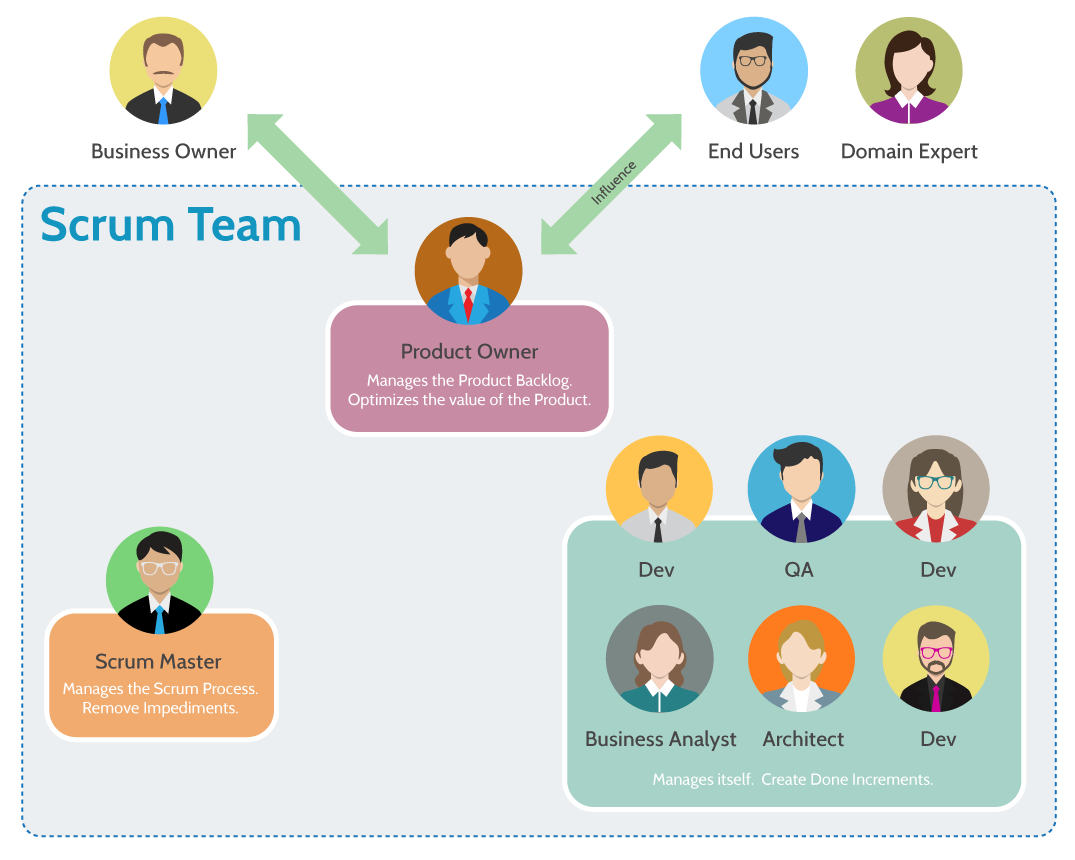 Business Owner
End Users
Domain Expert
Influence
Scrum Team
Product Owner
Manages the Product Backlog.
Optimizes the value of the Product.
Dev
QA
Dev
Scrum Master
Manages the Scrum Process.
Remove Impediments.
Business Analyst
Architect
Dev
Manages itself.  Create Done Increments.